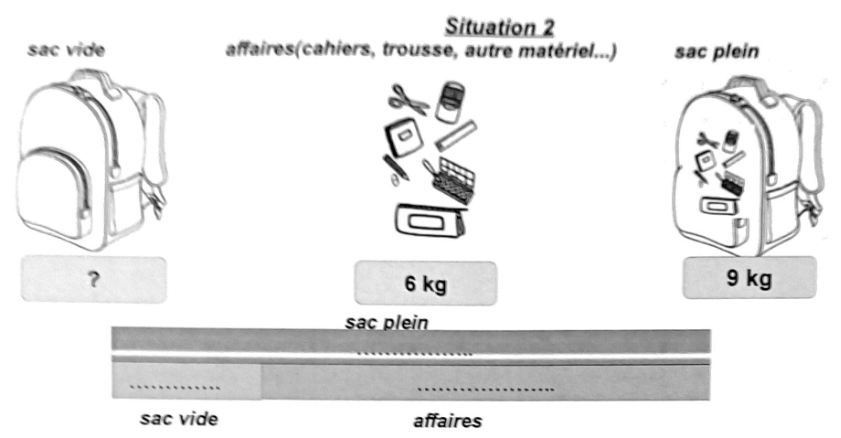 Situation 2
sac vide
affaires(cahiers, trousse, autre matériel...)
sac plein
?
6 kg
9 kg
sac plein
..................
............. ....................
sac vide
affaires